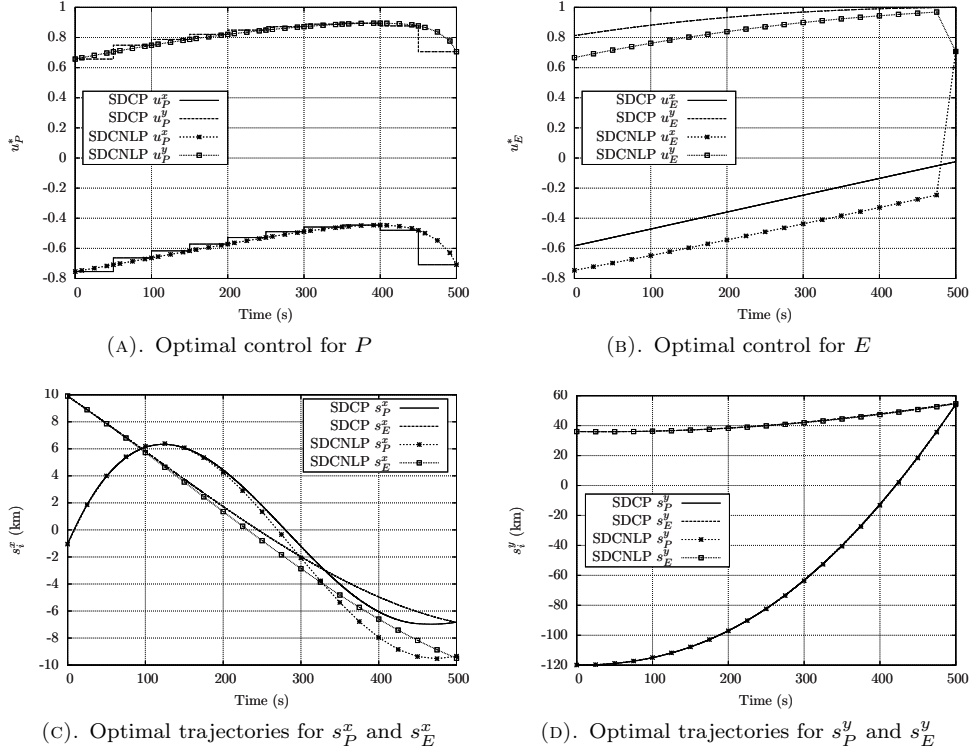 1
0.8
0.6
0.4
0.2
0
-0.2
-0.4
-0.6
-0.8
u*P
SDCP u^x_P
SDCP u^y_P
SDCNLP u^x_P
SDCNLP u^y_P
0 100 200 300 400 500
Time (s)
(A). Optimal control for P
1
0.8
0.6
0.4
0.2
0
-0.2
-0.4
-0.6
-0.8
u*E
SDCP u^x_E
SDCP u^y_E
SDCNLP u^x_E
SDCNLP u^y_E
0 100 200 300 400 500
Time (s)
(B). Optimal control for E
10
8
6
4
2
0
-2
-4
-6
-8
-10
s^x_i (km)
SDCP s^x_P
SDCP s^x_E
SDCNLP s^x_P
SDCNLP s^x_E
0 100 200 300 400 500
Time (s)
(C). Optimal trajectories for s^x_P and s^x_E
60
40
20
0
-20
-40
-60
-80
-100
-120
s^y_i (km)
SDCP s^y_P
SDCP s^y_E
SDCNLP s^y_P
SDCNLP s^y_E
0 100 200 300 400 500
Time (s)
(D). Optimal trajectories for s^y_P and s^y_E